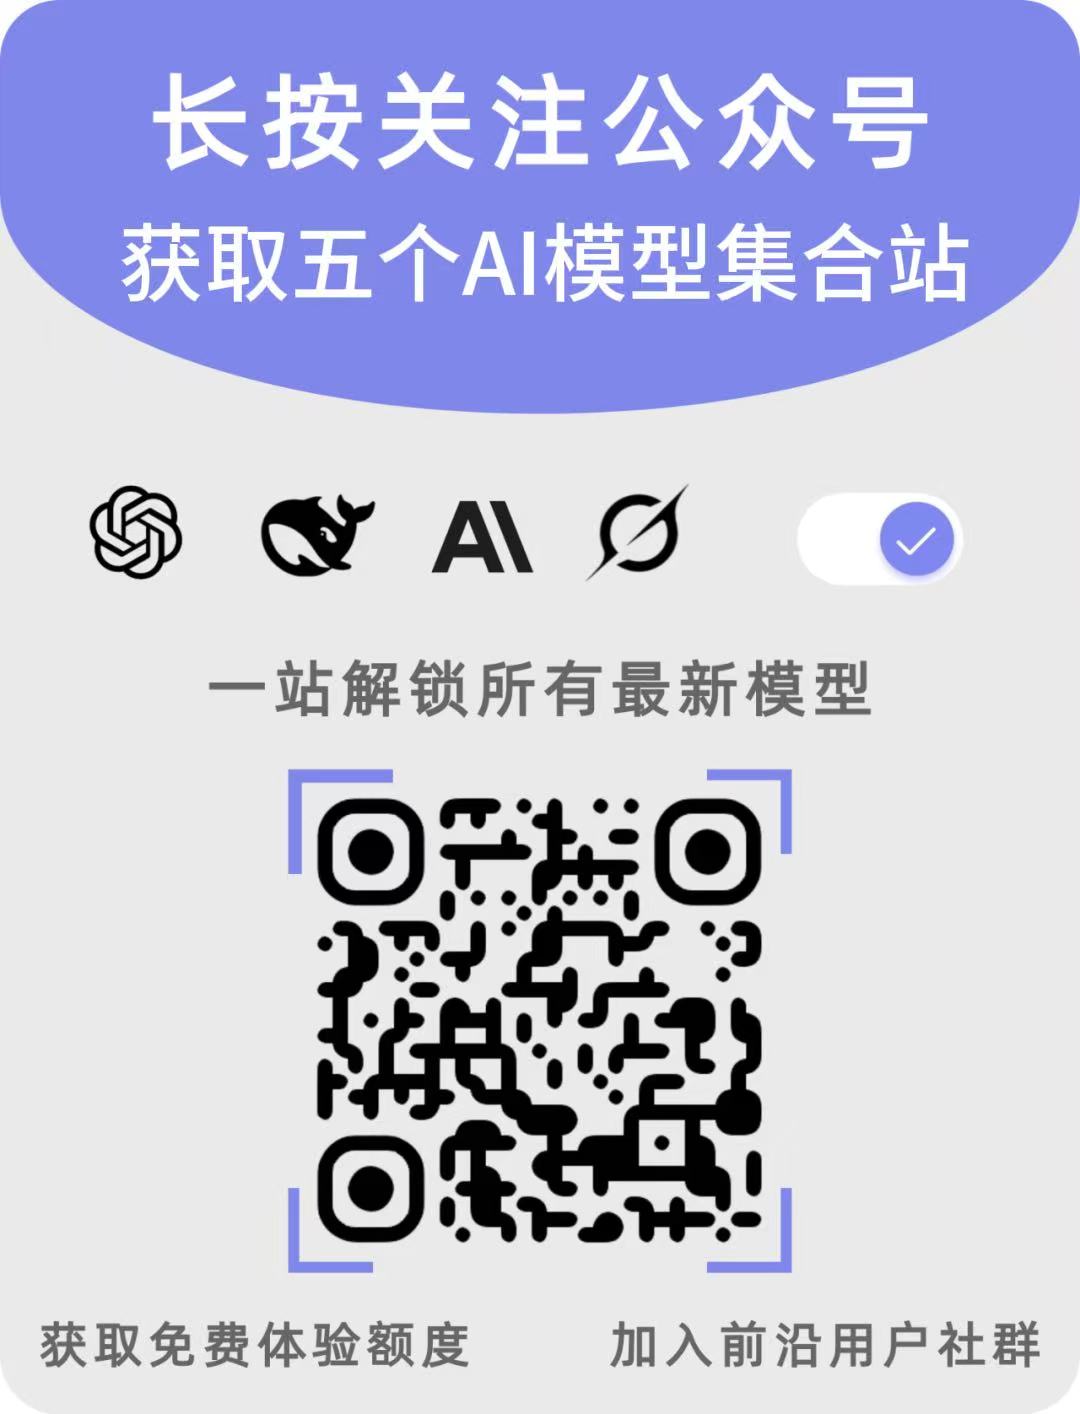 长按关注公众号
获取五个AI模型集合站
一站解锁所有最新模型
获取免费体验额度
加入前沿用户社群